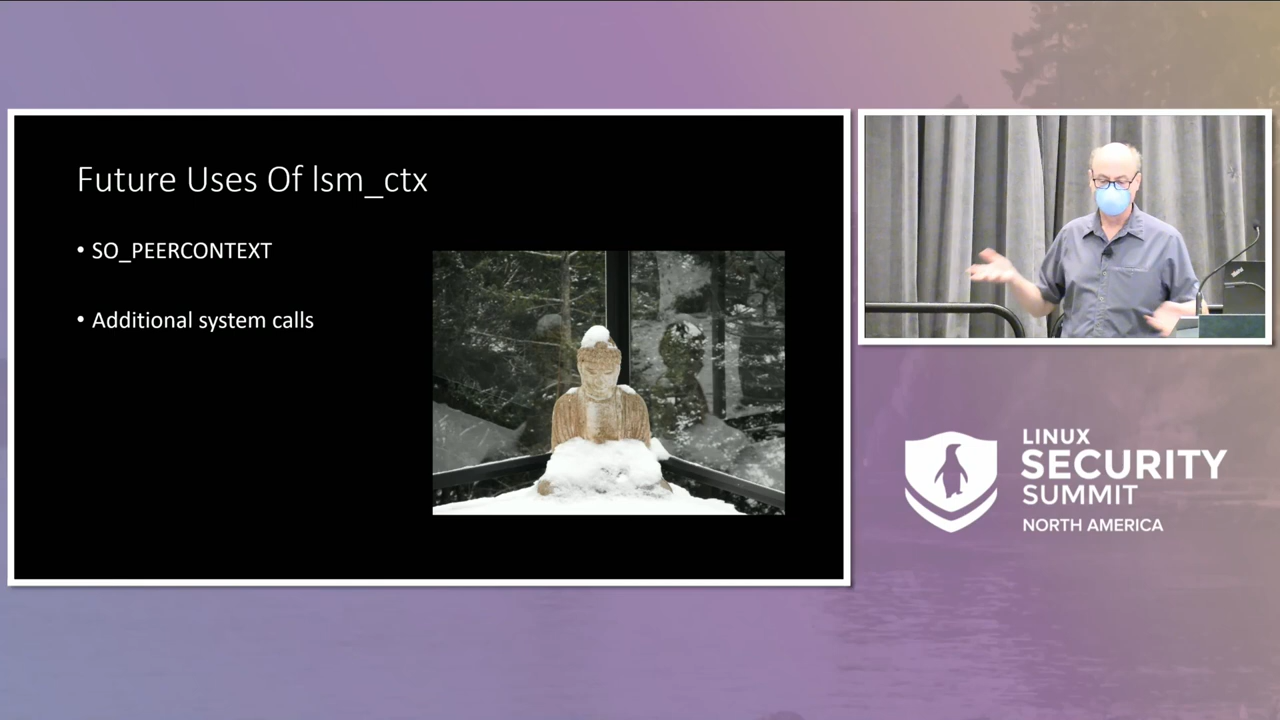 Future Uses Of lsm_ctx
• SO_PEERCONTEXT
• Additional system calls
LINUX
SECURITY
SUMMIT
NORTH AMERICA